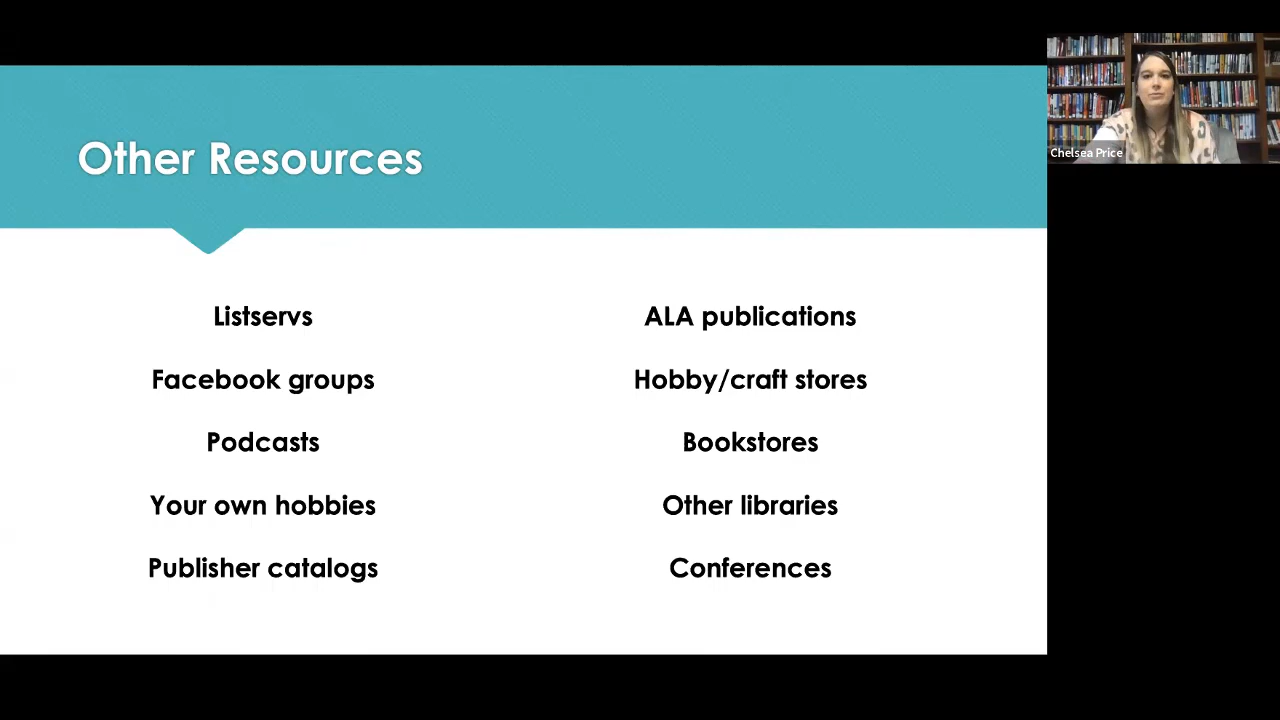 Other Resources
Listservs
Facebook groups
Podcasts
Your own hobbies
Publisher catalogs
ALA publications
Hobby/craft stores
Bookstores
Other libraries
Conferences
Chelsea Price